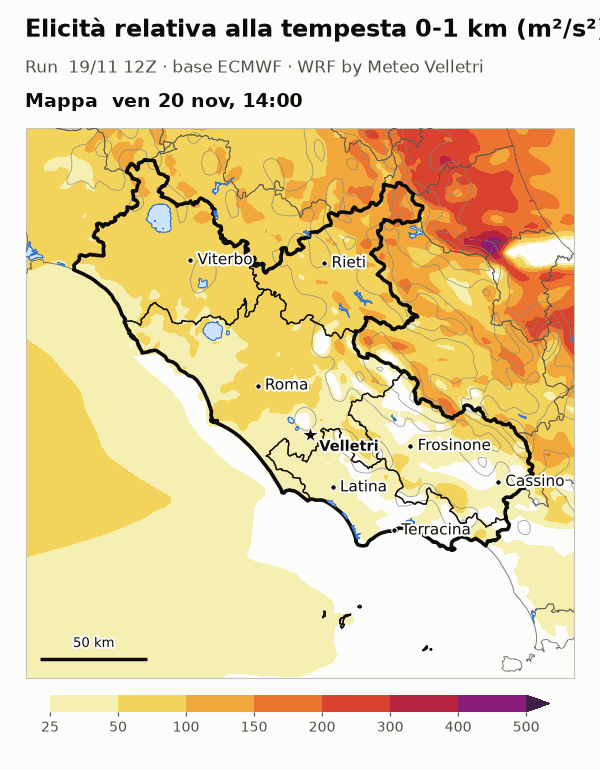 Elicità relativa alla tempesta 0-1 km (m²/s²)
Run 19/11 12Z · base ECMWF · WRF by Meteo Velletri
Mappa ven 20 nov, 14:00
Viterbo
Rieti
Roma
Velletri
Frosinone
Latina
Cassino
Terracina
50 km
25 50 100 150 200 300 400 500